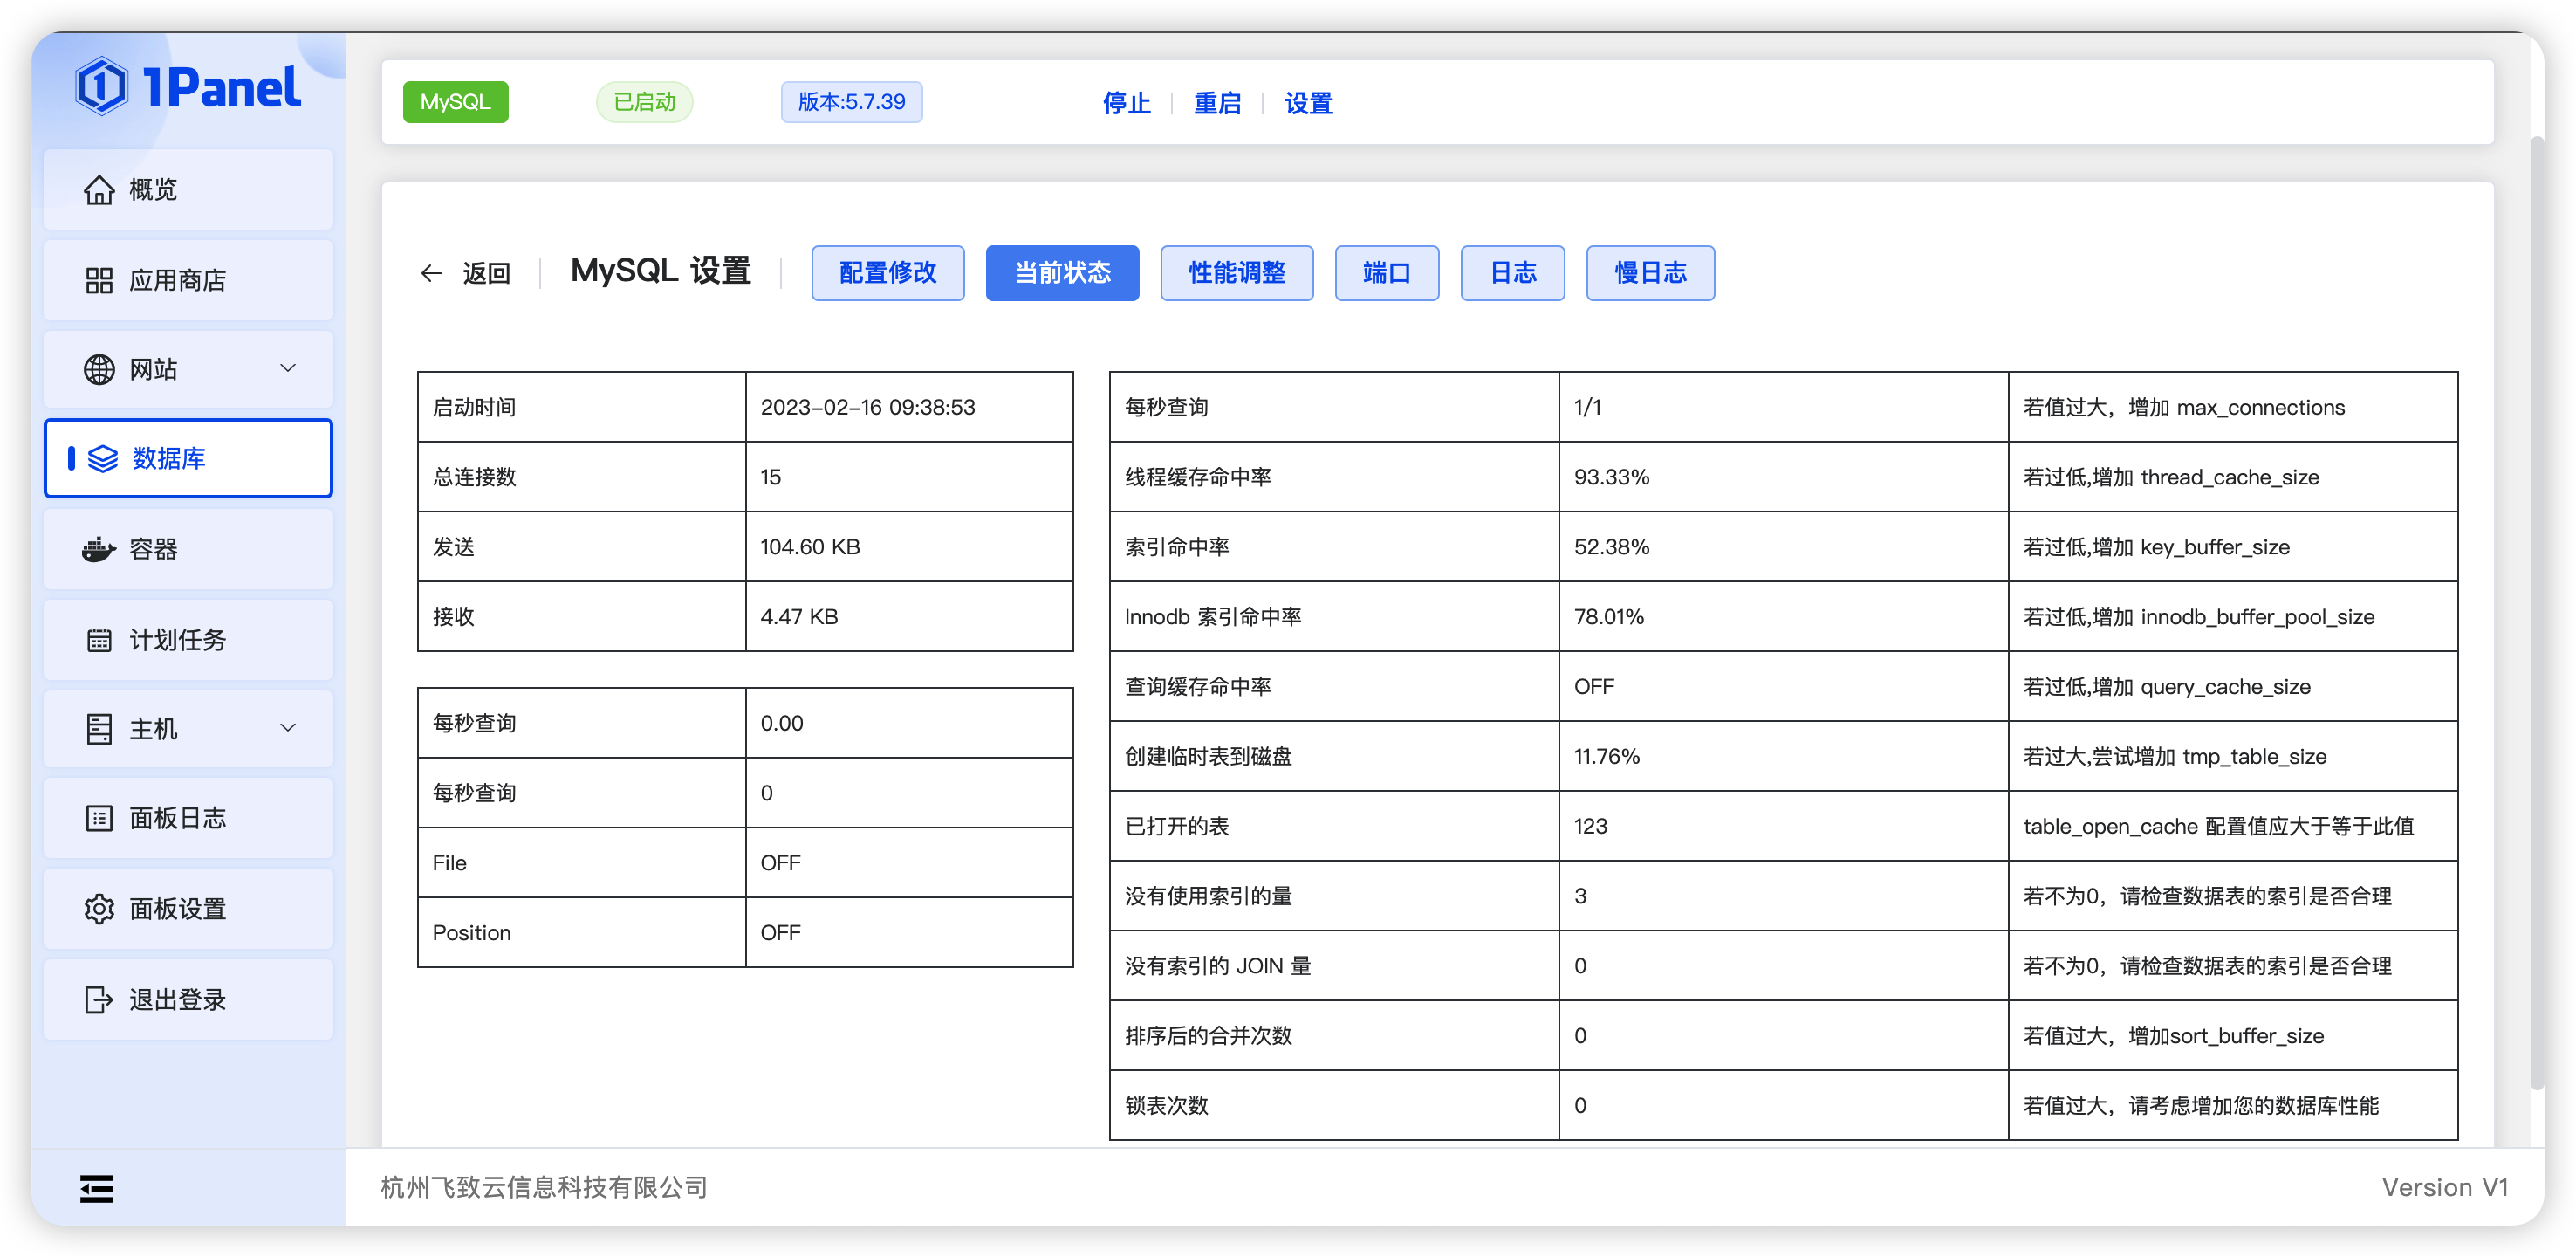 1Panel
概览
应用商店
网站
数据库
容器
计划任务
主机
面板日志
面板设置
退出登录
MySQL 已启动 版本:5.7.39 停止 重启 设置
返回 MySQL 设置 配置修改 当前状态 性能调整 端口 日志 慢日志
启动时间 2023-02-16 09:38:53
总连接数 15
发送 104.60 KB
接收 4.47 KB
每秒查询 0.00
每秒查询 0
File OFF
Position OFF
每秒查询 1/1 若值过大，增加 max_connections
线程缓存命中率 93.33% 若过低,增加 thread_cache_size
索引命中率 52.38% 若过低,增加 key_buffer_size
Innodb 索引命中率 78.01% 若过低,增加 innodb_buffer_pool_size
查询缓存命中率 OFF 若过低,增加 query_cache_size
创建临时表到磁盘 11.76% 若过大,尝试增加 tmp_table_size
已打开的表 123 table_open_cache 配置值应大于等于此值
没有使用索引的量 3 若不为0，请检查数据表的索引是否合理
没有索引的 JOIN 量 0 若不为0，请检查数据表的索引是否合理
排序后的合并次数 0 若值过大，增加sort_buffer_size
锁表次数 0 若值过大，请考虑增加您的数据库性能
杭州飞致云信息科技有限公司 Version V1